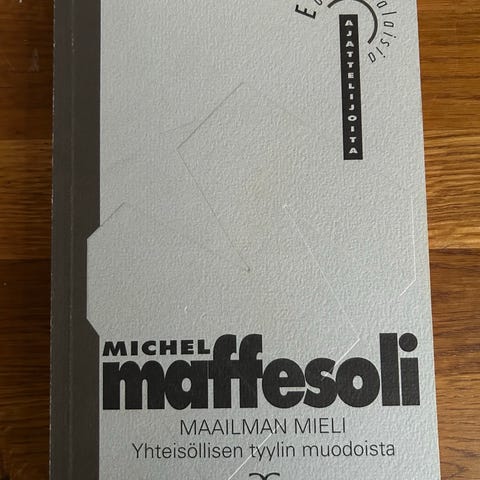 AJATTELIJOITA
MICHEL
maffesoli
MAAILMAN MIELI
Yhteisöllisen tyylin muodoista